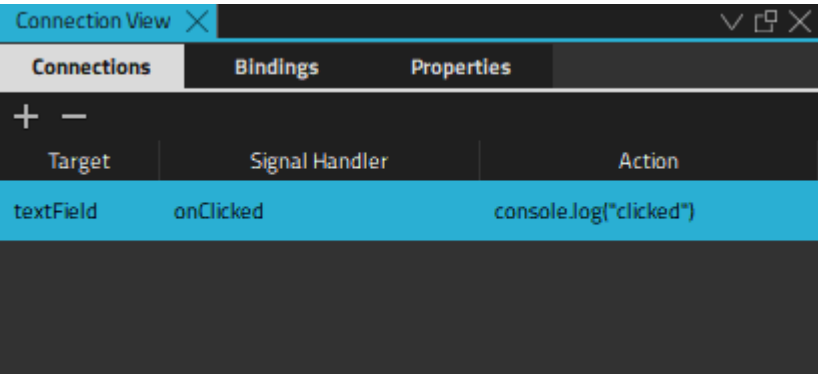 Connection View
Connections Bindings Properties
Target Signal Handler Action
textField onClicked console.log("clicked")